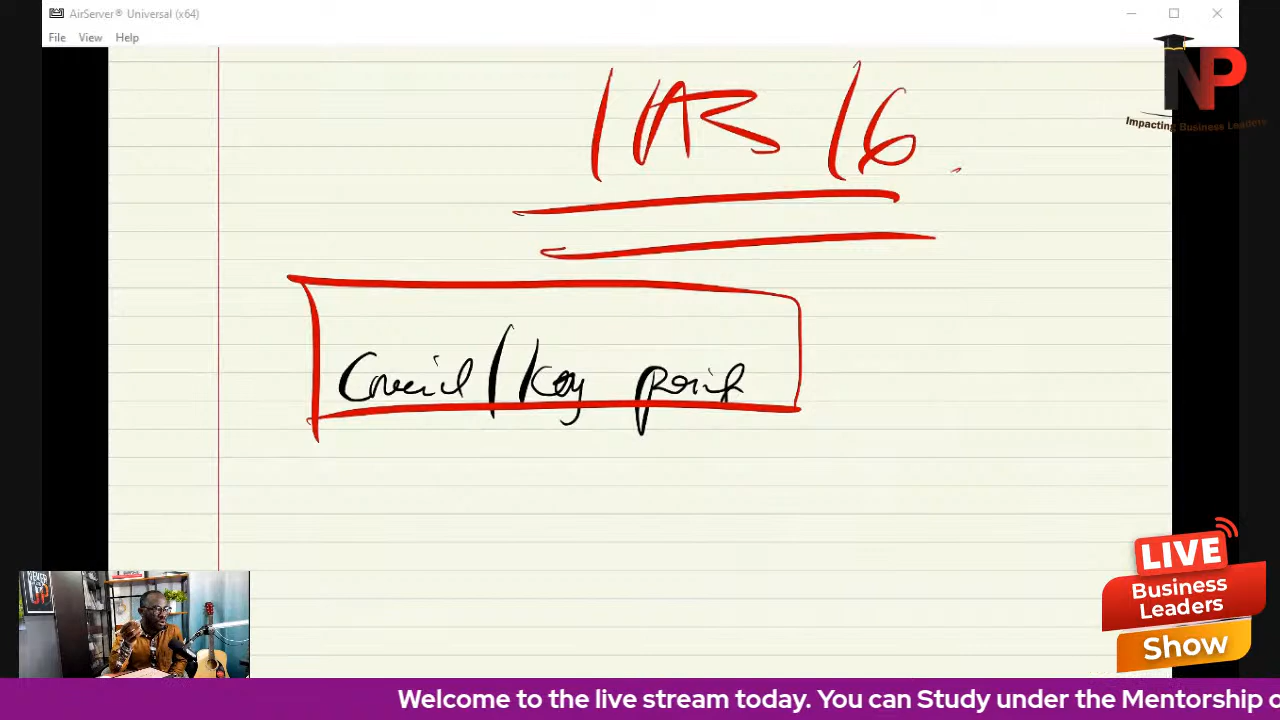 AirServer® Universal (x64)
File View Help
NP
Impacting Business Leaders
IAS 16
Crucial / key point
LIVE
Business
Leaders
Show
Welcome to the live stream today. You can Study under the Mentorship o